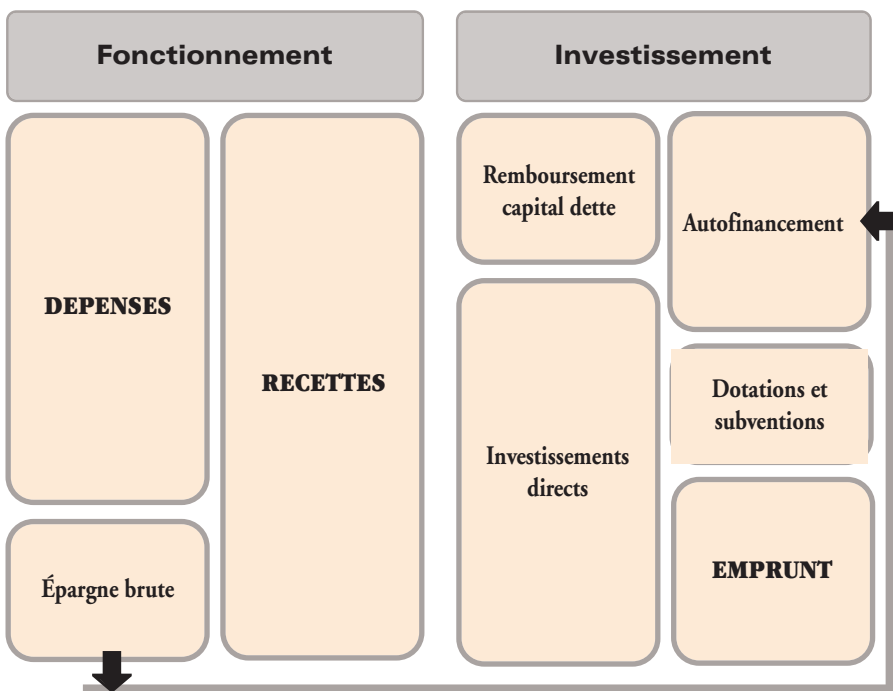 Fonctionnement
DEPENSES
Épargne brute
RECETTES
Investissement
Remboursement
capital dette
Investissements
directs
Autofinancement
Dotations et
subventions
EMPRUNT